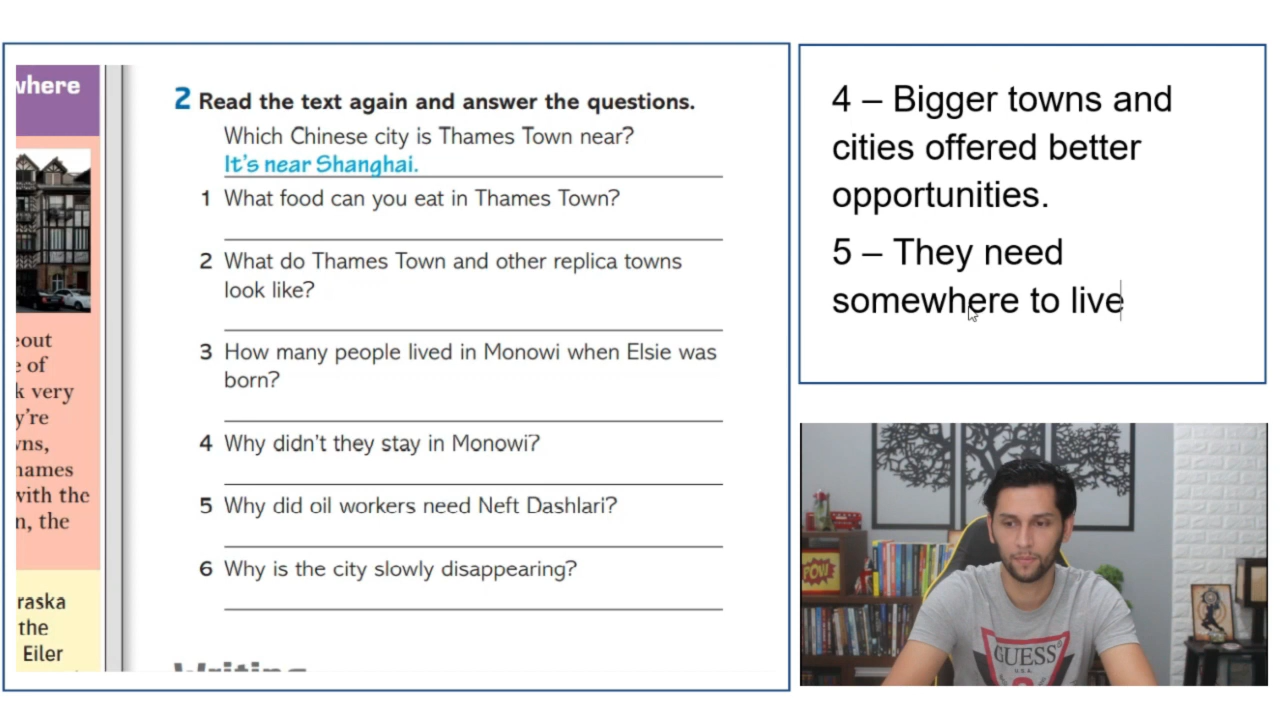 where
eout
e of
k very
y're
wns,
hames
with the
n, the
raska
the
Eiler
2 Read the text again and answer the questions.
Which Chinese city is Thames Town near?
It's near Shanghai.
1 What food can you eat in Thames Town?
2 What do Thames Town and other replica towns
look like?
3 How many people lived in Monowi when Elsie was
born?
4 Why didn't they stay in Monowi?
5 Why did oil workers need Neft Dashlari?
6 Why is the city slowly disappearing?
Writing
4 – Bigger towns and
cities offered better
opportunities.
5 – They need
somewhere to live
POW
GUESS
U.S.A.